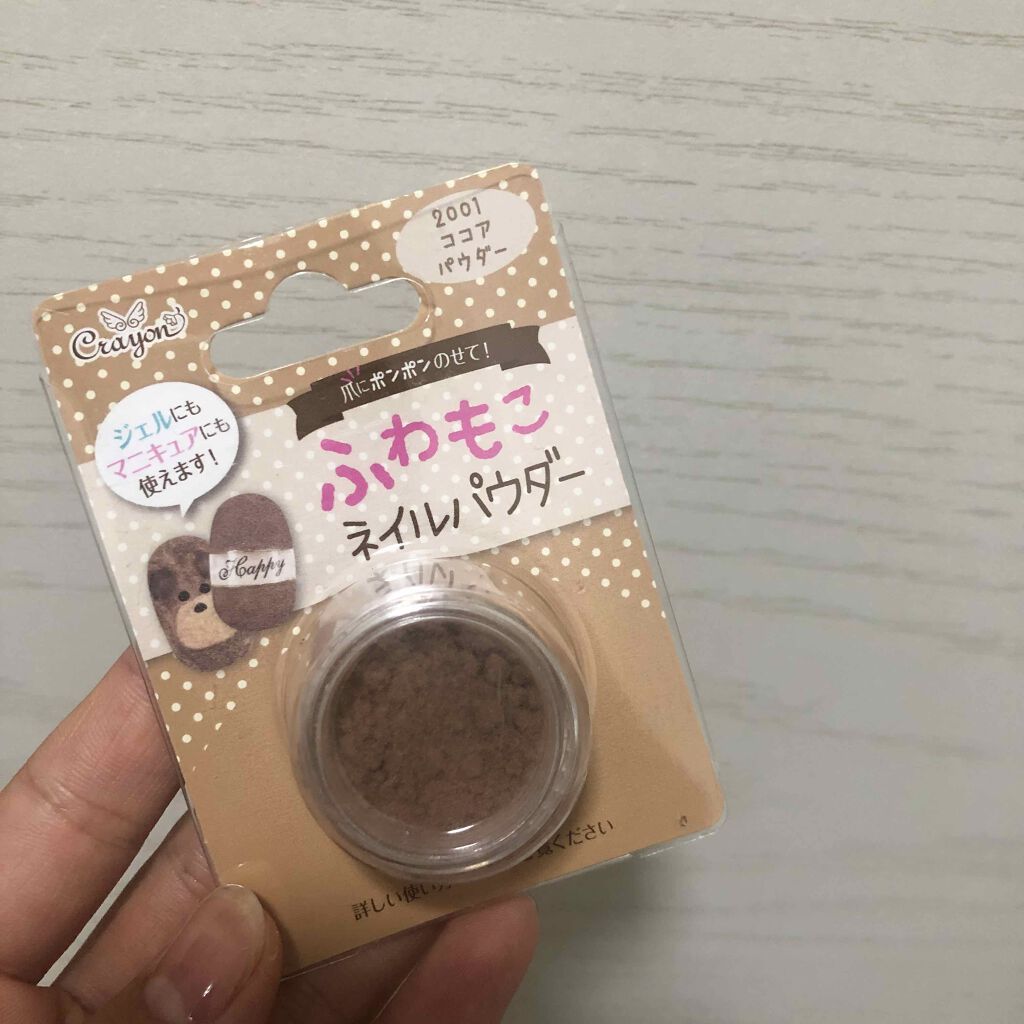 2001
ココア
パウダー
Crayon
爪にポンポンのせて!
ふわもこ
ネイルパウダー
ジェルにも
マニキュアにも
使えます!
Happy
詳しい使い
ください